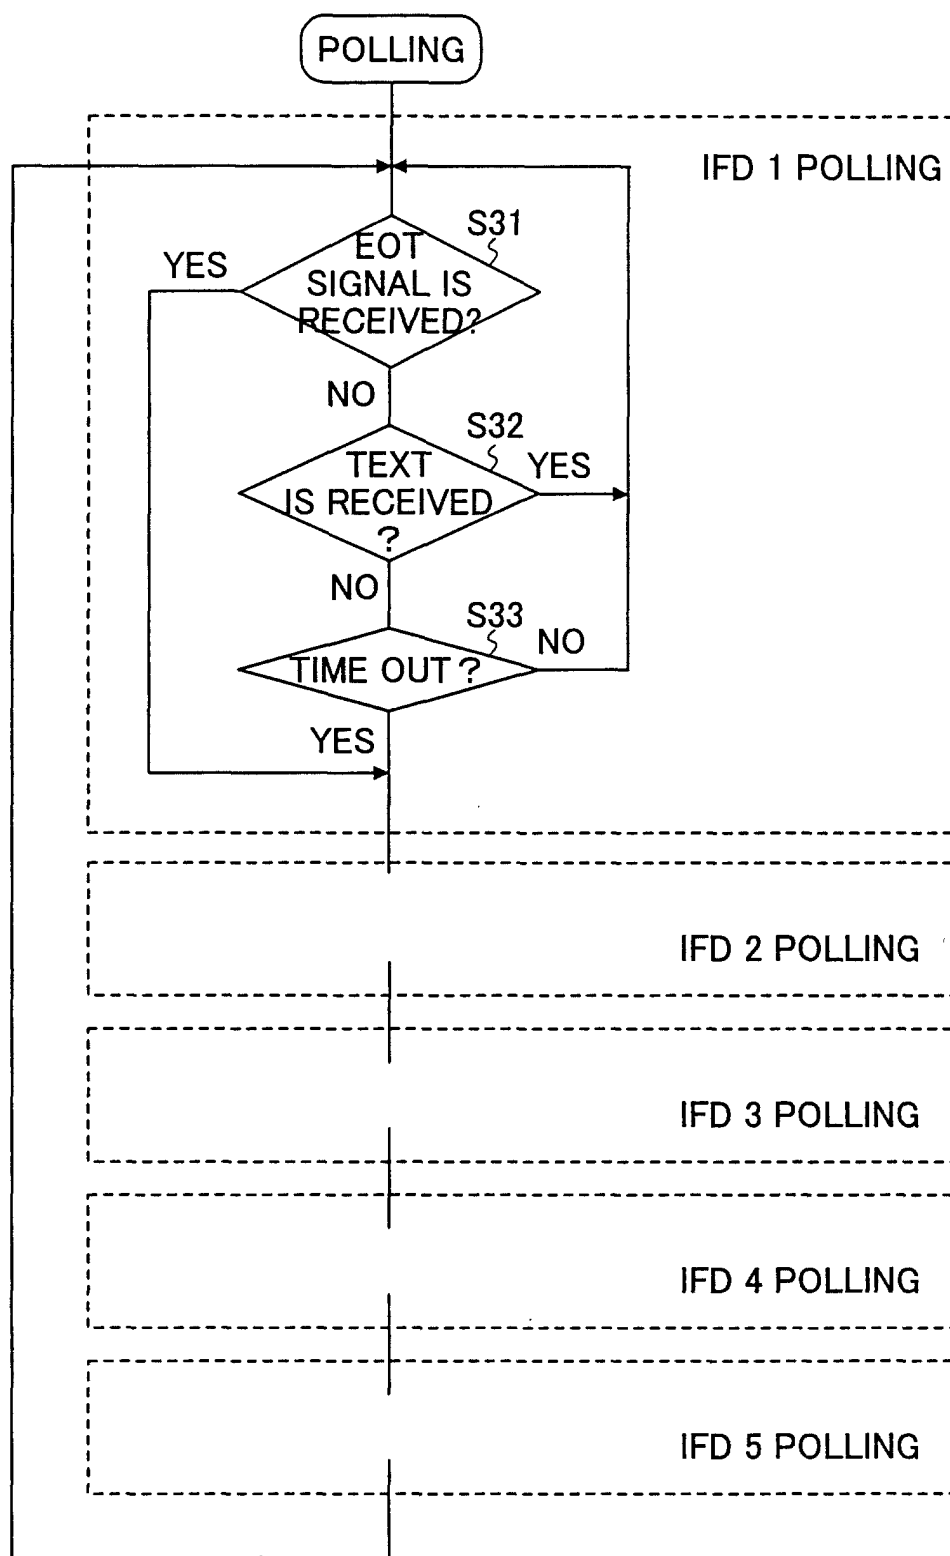 POLLING
IFD 1 POLLING
S31
YES
EOT
SIGNAL IS
RECEIVED?
NO
S32
YES
TEXT
IS RECEIVED
?
NO
S33
NO
TIME OUT ?
YES
IFD 2 POLLING
IFD 3 POLLING
IFD 4 POLLING
IFD 5 POLLING